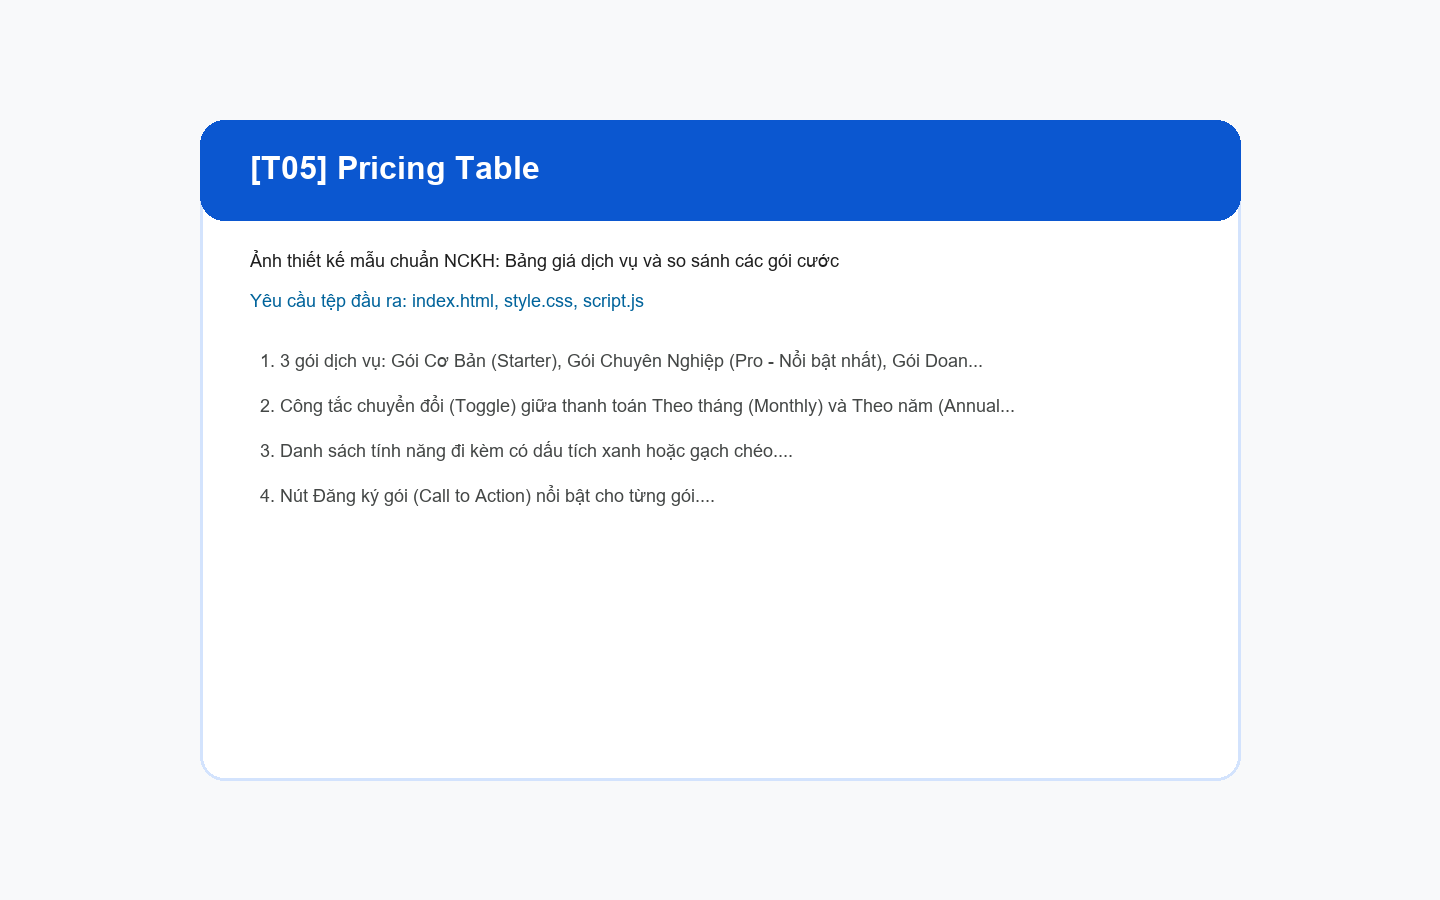 [T05] Pricing Table
Ảnh thiết kế mẫu chuẩn NCKH: Bảng giá dịch vụ và so sánh các gói cước
Yêu cầu tệp đầu ra: index.html, style.css, script.js
1. 3 gói dịch vụ: Gói Cơ Bản (Starter), Gói Chuyên Nghiệp (Pro - Nổi bật nhất), Gói Doan...
2. Công tắc chuyển đổi (Toggle) giữa thanh toán Theo tháng (Monthly) và Theo năm (Annual...
3. Danh sách tính năng đi kèm có dấu tích xanh hoặc gạch chéo....
4. Nút Đăng ký gói (Call to Action) nổi bật cho từng gói....